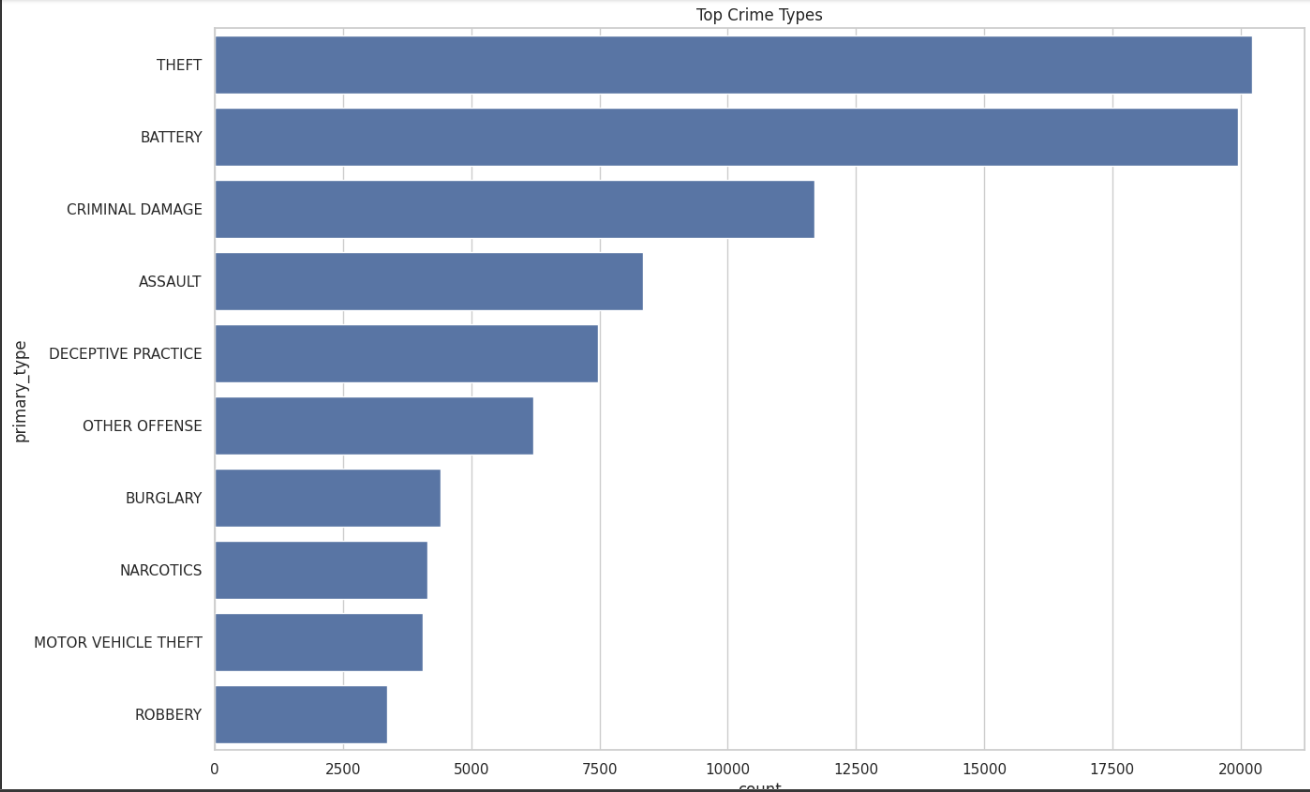 Top Crime Types
THEFT
BATTERY
CRIMINAL DAMAGE
ASSAULT
DECEPTIVE PRACTICE
OTHER OFFENSE
BURGLARY
NARCOTICS
MOTOR VEHICLE THEFT
ROBBERY
primary_type
0 2500 5000 7500 10000 12500 15000 17500 20000
count